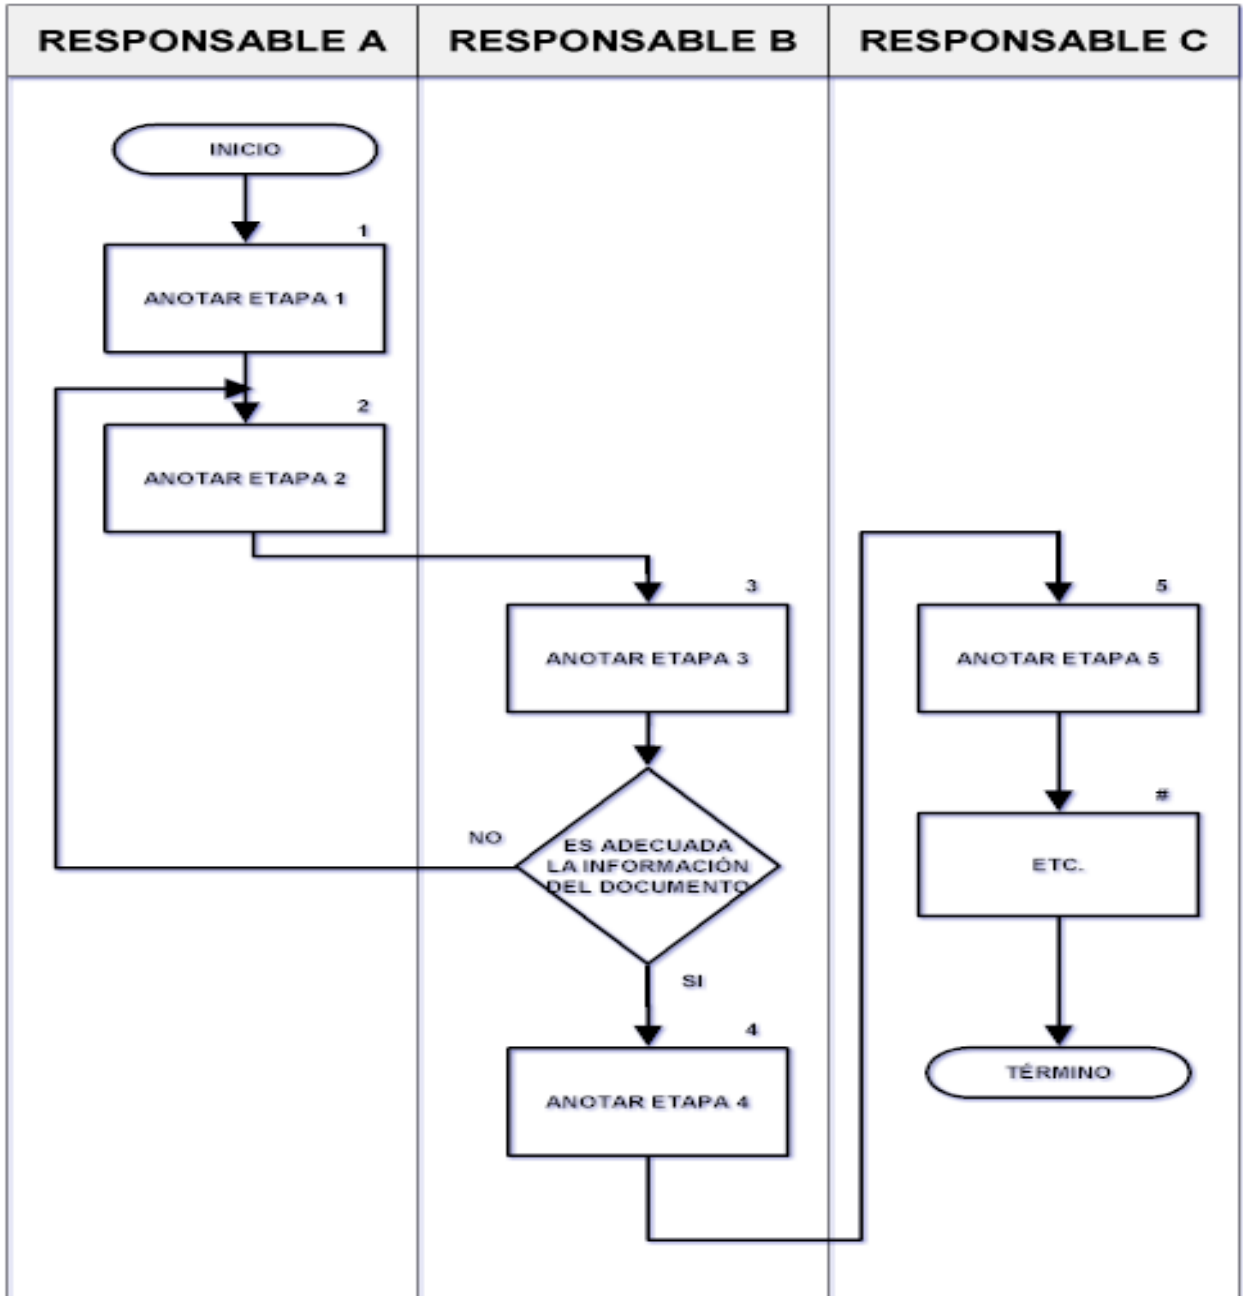 RESPONSABLE A
RESPONSABLE B
RESPONSABLE C
INICIO
1
ANOTAR ETAPA 1
2
ANOTAR ETAPA 2
3
ANOTAR ETAPA 3
NO
ES ADECUADA
LA INFORMACIÓN
DEL DOCUMENTO
SI
4
ANOTAR ETAPA 4
5
ANOTAR ETAPA 5
#
ETC.
TÉRMINO